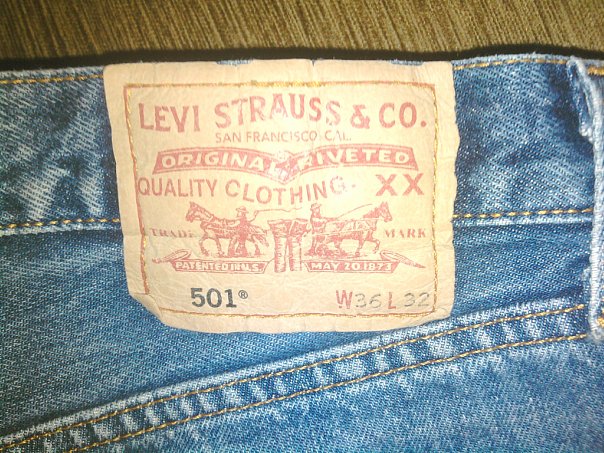 LEVI STRAUSS & CO.
SAN FRANCISCO CAL.
ORIGINAL RIVETED
QUALITY CLOTHING. XX
TRADE MARK
PATENTED IN U.S. MAY 20 1873
501® W36 L32